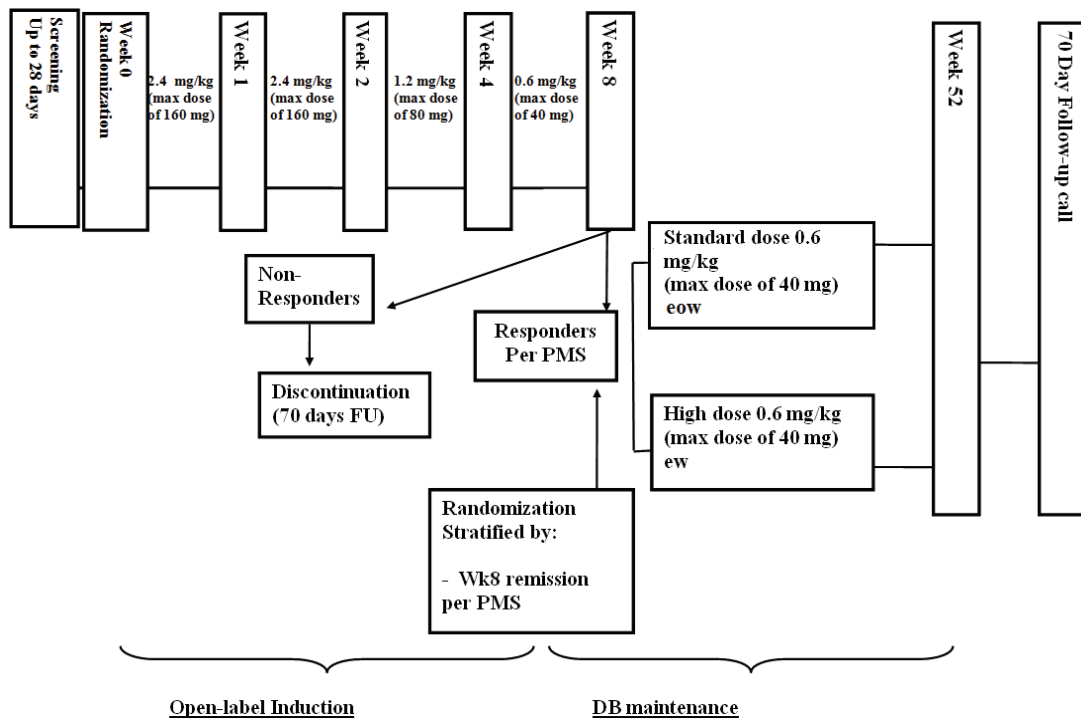 Screening
Up to 28 days
Week 0
Randomization
2.4 mg/kg
(max dose
of 160 mg)
Week 1
2.4 mg/kg
(max dose
of 160 mg)
Week 2
1.2 mg/kg
(max dose
of 80 mg)
Week 4
0.6 mg/kg
(max dose
of 40 mg)
Week 8
Week 52
70 Day Follow-up call
Non-
Responders
Discontinuation
(70 days FU)
Responders
Per PMS
Standard dose 0.6
mg/kg
(max dose of 40 mg)
eow
High dose 0.6 mg/kg
(max dose of 40 mg)
ew
Randomization
Stratified by:
- Wk8 remission
per PMS
Open-label Induction
DB maintenance